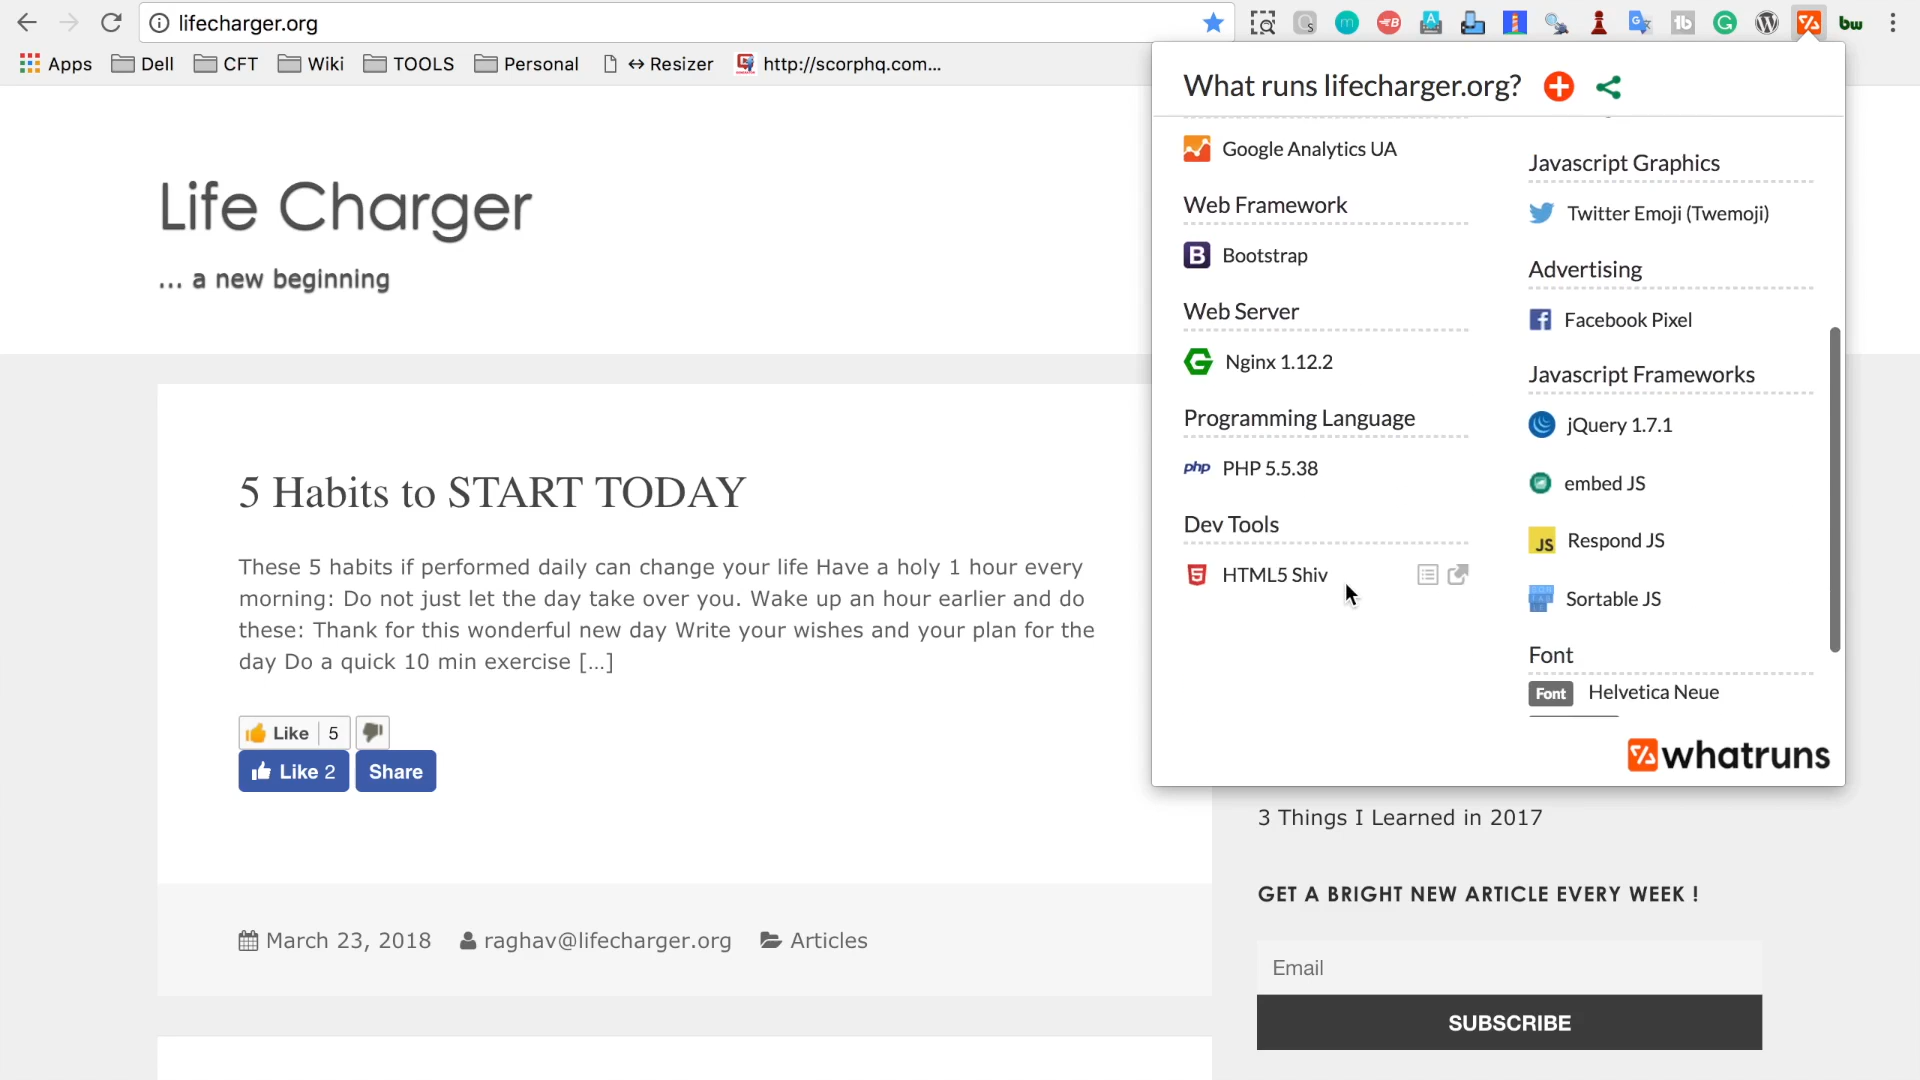 lifecharger.org
Apps Dell CFT Wiki TOOLS Personal ↔ Resizer http://scorphq.com...
bw
Life Charger
... a new beginning
5 Habits to START TODAY
These 5 habits if performed daily can change your life Have a holy 1 hour every
morning: Do not just let the day take over you. Wake up an hour earlier and do
these: Thank for this wonderful new day Write your wishes and your plan for the
day Do a quick 10 min exercise [...]
Like 5
Like 2 Share
March 23, 2018 raghav@lifecharger.org Articles
What runs lifecharger.org?
Google Analytics UA
Web Framework
Bootstrap
Web Server
Nginx 1.12.2
Programming Language
php PHP 5.5.38
Dev Tools
HTML5 Shiv
Javascript Graphics
Twitter Emoji (Twemoji)
Advertising
Facebook Pixel
Javascript Frameworks
jQuery 1.7.1
embed JS
JS Respond JS
Sortable JS
Font
Font Helvetica Neue
whatruns
3 Things I Learned in 2017
GET A BRIGHT NEW ARTICLE EVERY WEEK !
Email
SUBSCRIBE